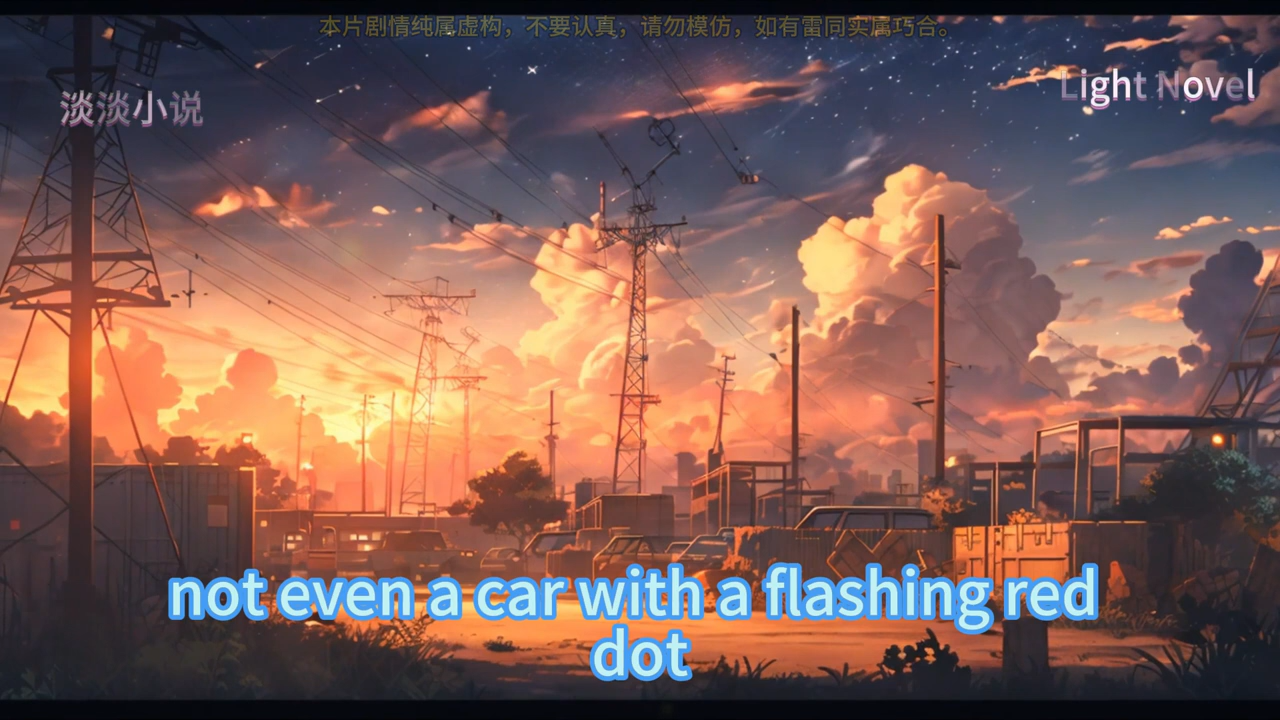 本片剧情纯属虚构，不要认真，请勿模仿，如有雷同实属巧合。
淡淡小说
Light Novel
not even a car with a flashing red
dot